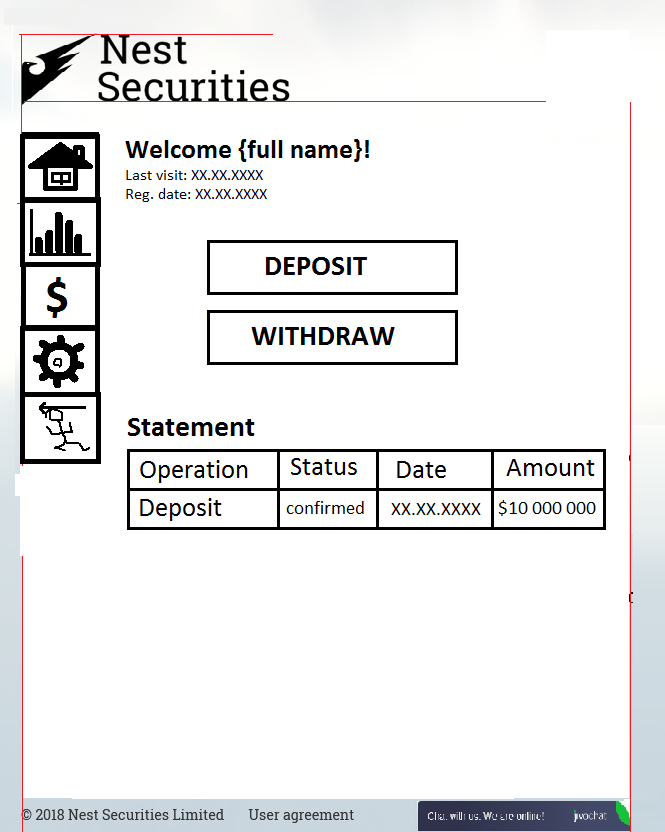 Nest
Securities
Welcome {full name}!
Last visit: XX.XX.XXXX
Reg. date: XX.XX.XXXX
DEPOSIT
$
WITHDRAW
Statement
Operation Status Date Amount
Deposit confirmed XX.XX.XXXX $10 000 000
© 2018 Nest Securities Limited User agreement Chat with us. We are online! jivochat